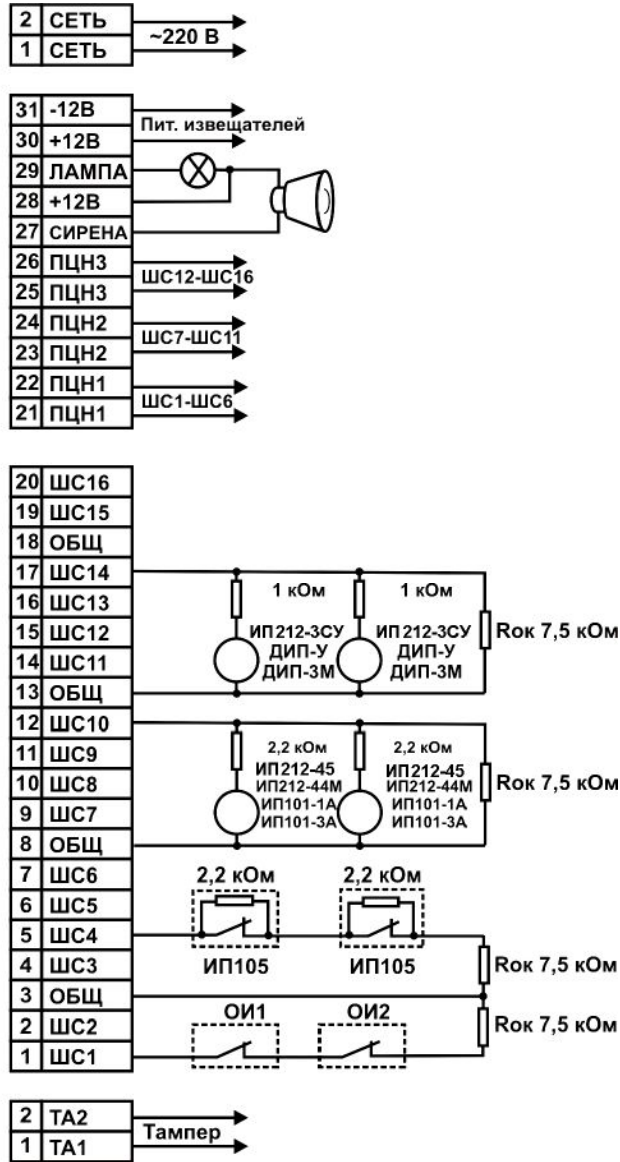 2 СЕТЬ
~220 В
1 СЕТЬ
31 -12В
Пит. извещателей
30 +12В
29 ЛАМПА
28 +12В
27 СИРЕНА
26 ПЦН3
ШС12-ШС16
25 ПЦН3
24 ПЦН2
ШС7-ШС11
23 ПЦН2
22 ПЦН1
ШС1-ШС6
21 ПЦН1
20 ШС16
19 ШС15
18 ОБЩ
17 ШС14
1 кОм 1 кОм
16 ШС13
15 ШС12
ИП212-3СУ ИП212-3СУ Rок 7,5 кОм
ДИП-У ДИП-У
14 ШС11
ДИП-3М ДИП-3М
13 ОБЩ
12 ШС10
11 ШС9
2,2 кОм 2,2 кОм
ИП212-45 ИП212-45
10 ШС8
ИП212-44М ИП212-44М Rок 7,5 кОм
ИП101-1А ИП101-1А
9 ШС7
ИП101-3А ИП101-3А
8 ОБЩ
7 ШС6
2,2 кОм 2,2 кОм
6 ШС5
5 ШС4
4 ШС3
ИП105 ИП105 Rок 7,5 кОм
3 ОБЩ
ОИ1 ОИ2
2 ШС2
Rок 7,5 кОм
1 ШС1
2 ТА2
Тампер
1 ТА1